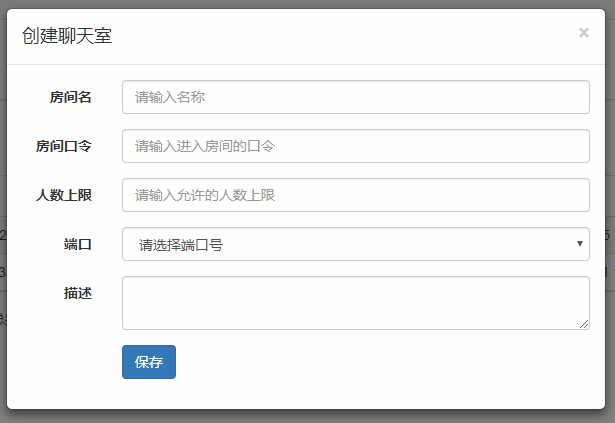 创建聊天室 ×
房间名 请输入名称
房间口令 请输入进入房间的口令
人数上限 请输入允许的人数上限
端口 请选择端口号
描述
保存